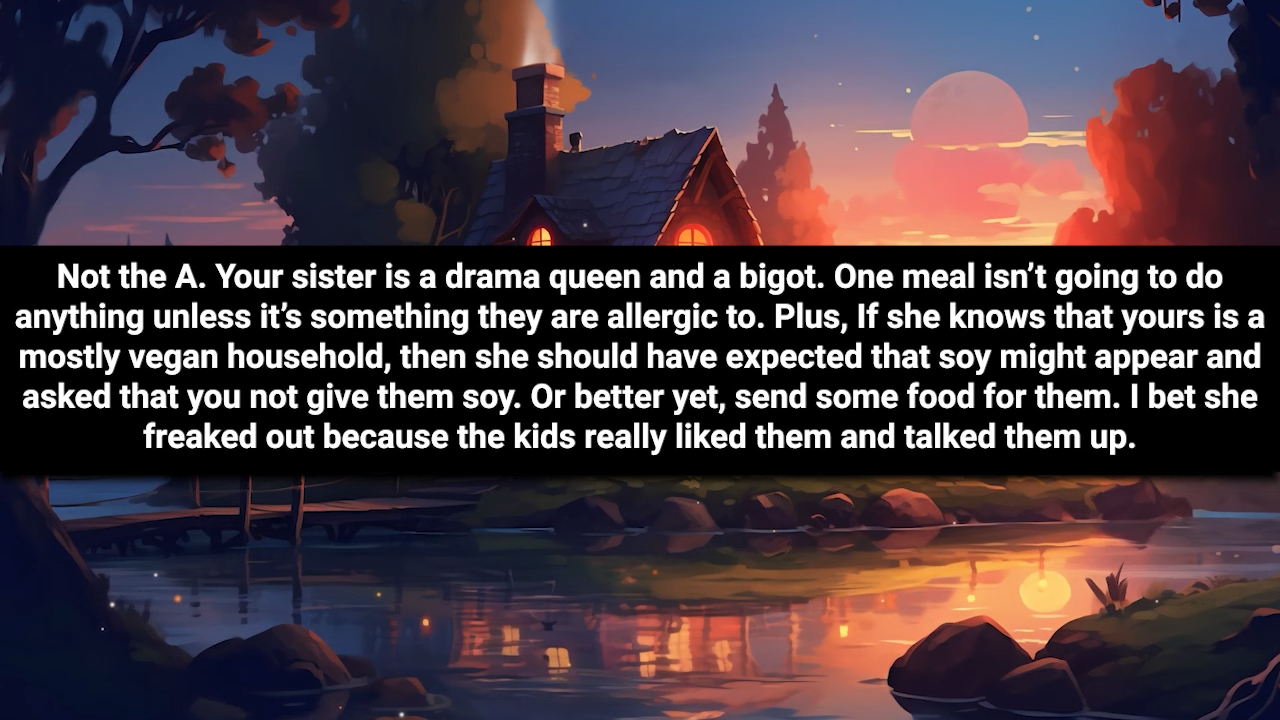 Not the A. Your sister is a drama queen and a bigot. One meal isn’t going to do
anything unless it’s something they are allergic to. Plus, If she knows that yours is a
mostly vegan household, then she should have expected that soy might appear and
asked that you not give them soy. Or better yet, send some food for them. I bet she
freaked out because the kids really liked them and talked them up.